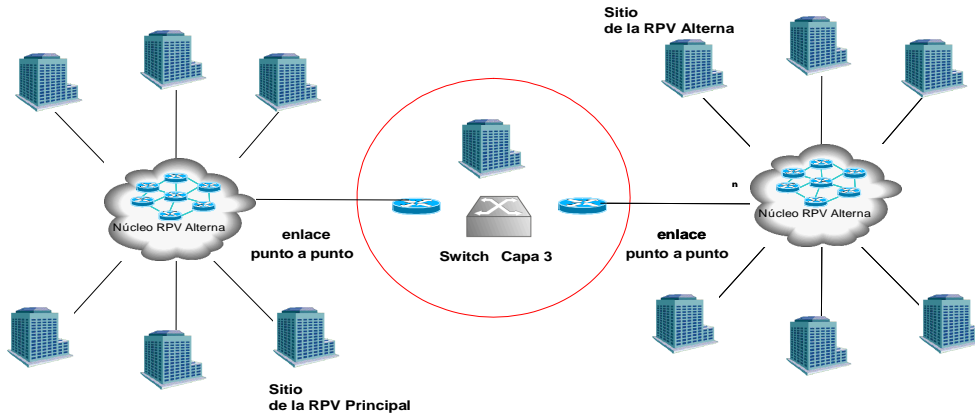 Sitio
de la RPV Alterna
Núcleo RPV Alterna
enlace
punto a punto
Switch Capa 3
n
enlace
punto a punto
Núcleo RPV Alterna
Sitio
de la RPV Principal